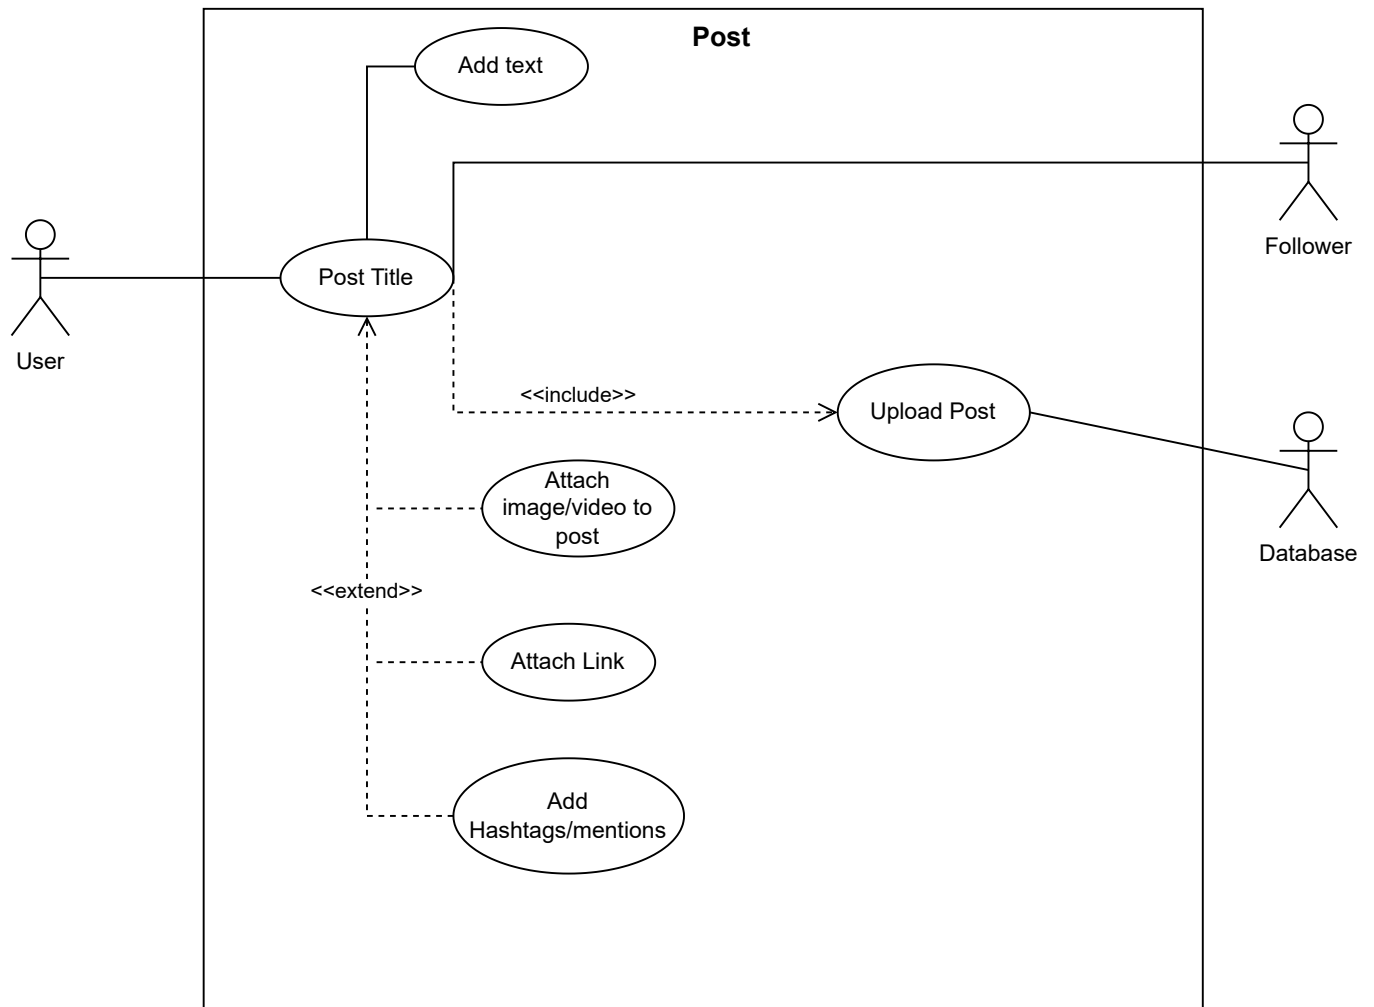 Post
Add text
Follower
Post Title
User
<<include>>
Upload Post
Attach
image/video to
post
Database
<<extend>>
Attach Link
Add
Hashtags/mentions